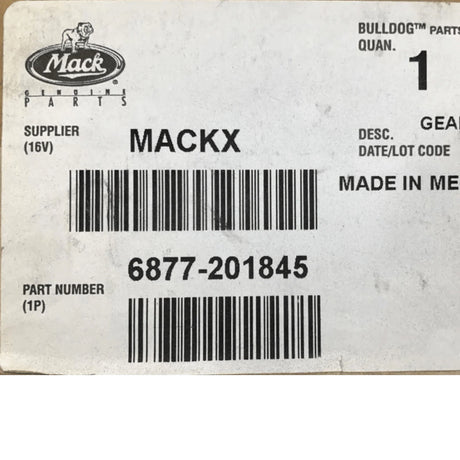 Mack
GENUINE
PARTS
BULLDOG™ PARTS
QUAN.
1
SUPPLIER
(16V)
MACKX
DESC.
DATE/LOT CODE
MADE IN
6877-201845
PART NUMBER
(1P)